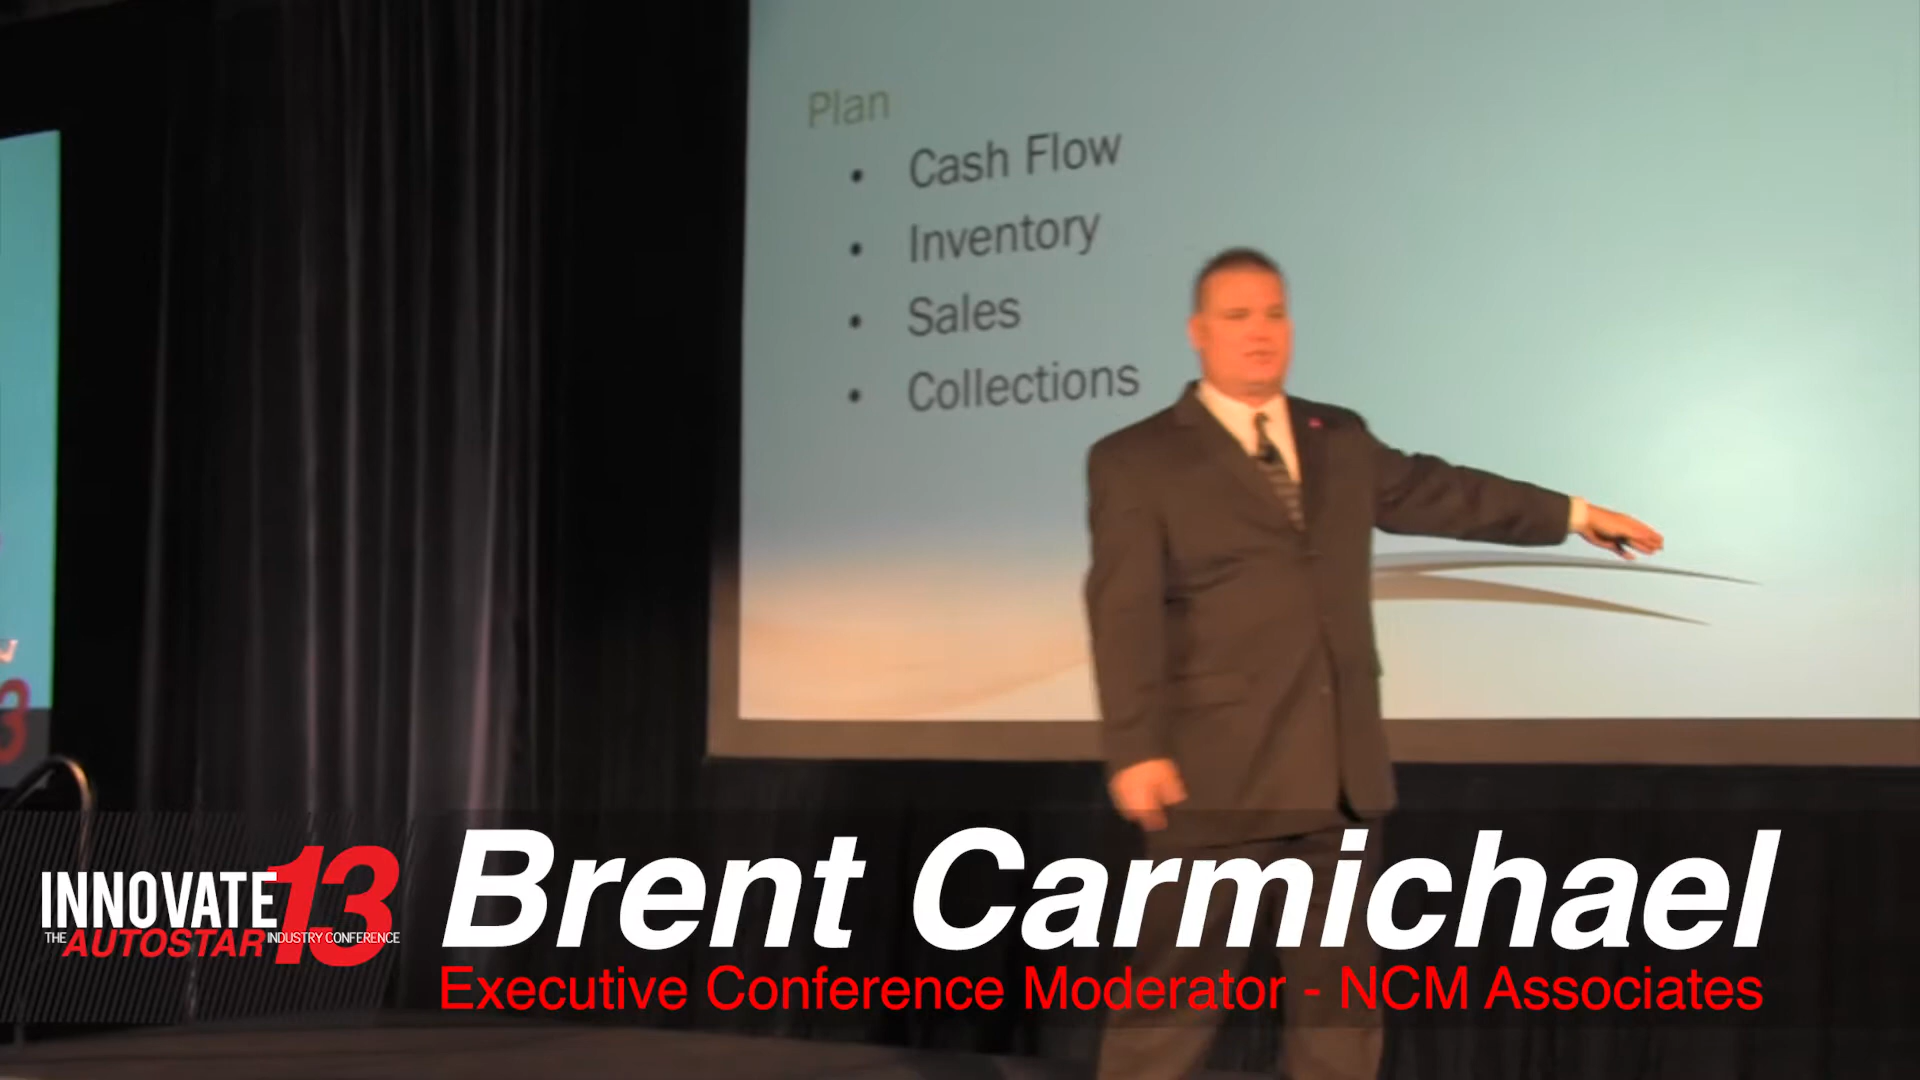 Plan
• Cash Flow
• Inventory
• Sales
• Collections
3
INNOVATE 13
THE AUTOSTAR INDUSTRY CONFERENCE
Brent Carmichael
Executive Conference Moderator - NCM Associates